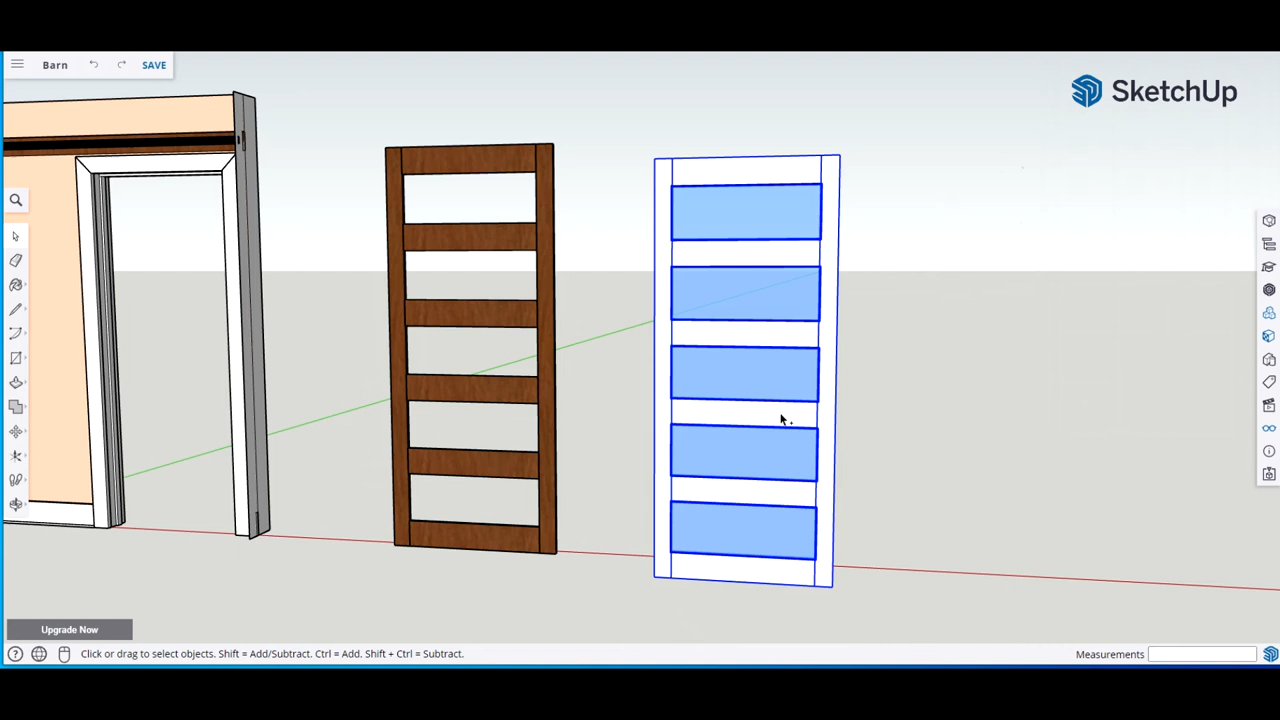 Barn
SAVE
SketchUp
Upgrade Now
Click or drag to select objects. Shift = Add/Subtract. Ctrl = Add. Shift + Ctrl = Subtract.
Measurements